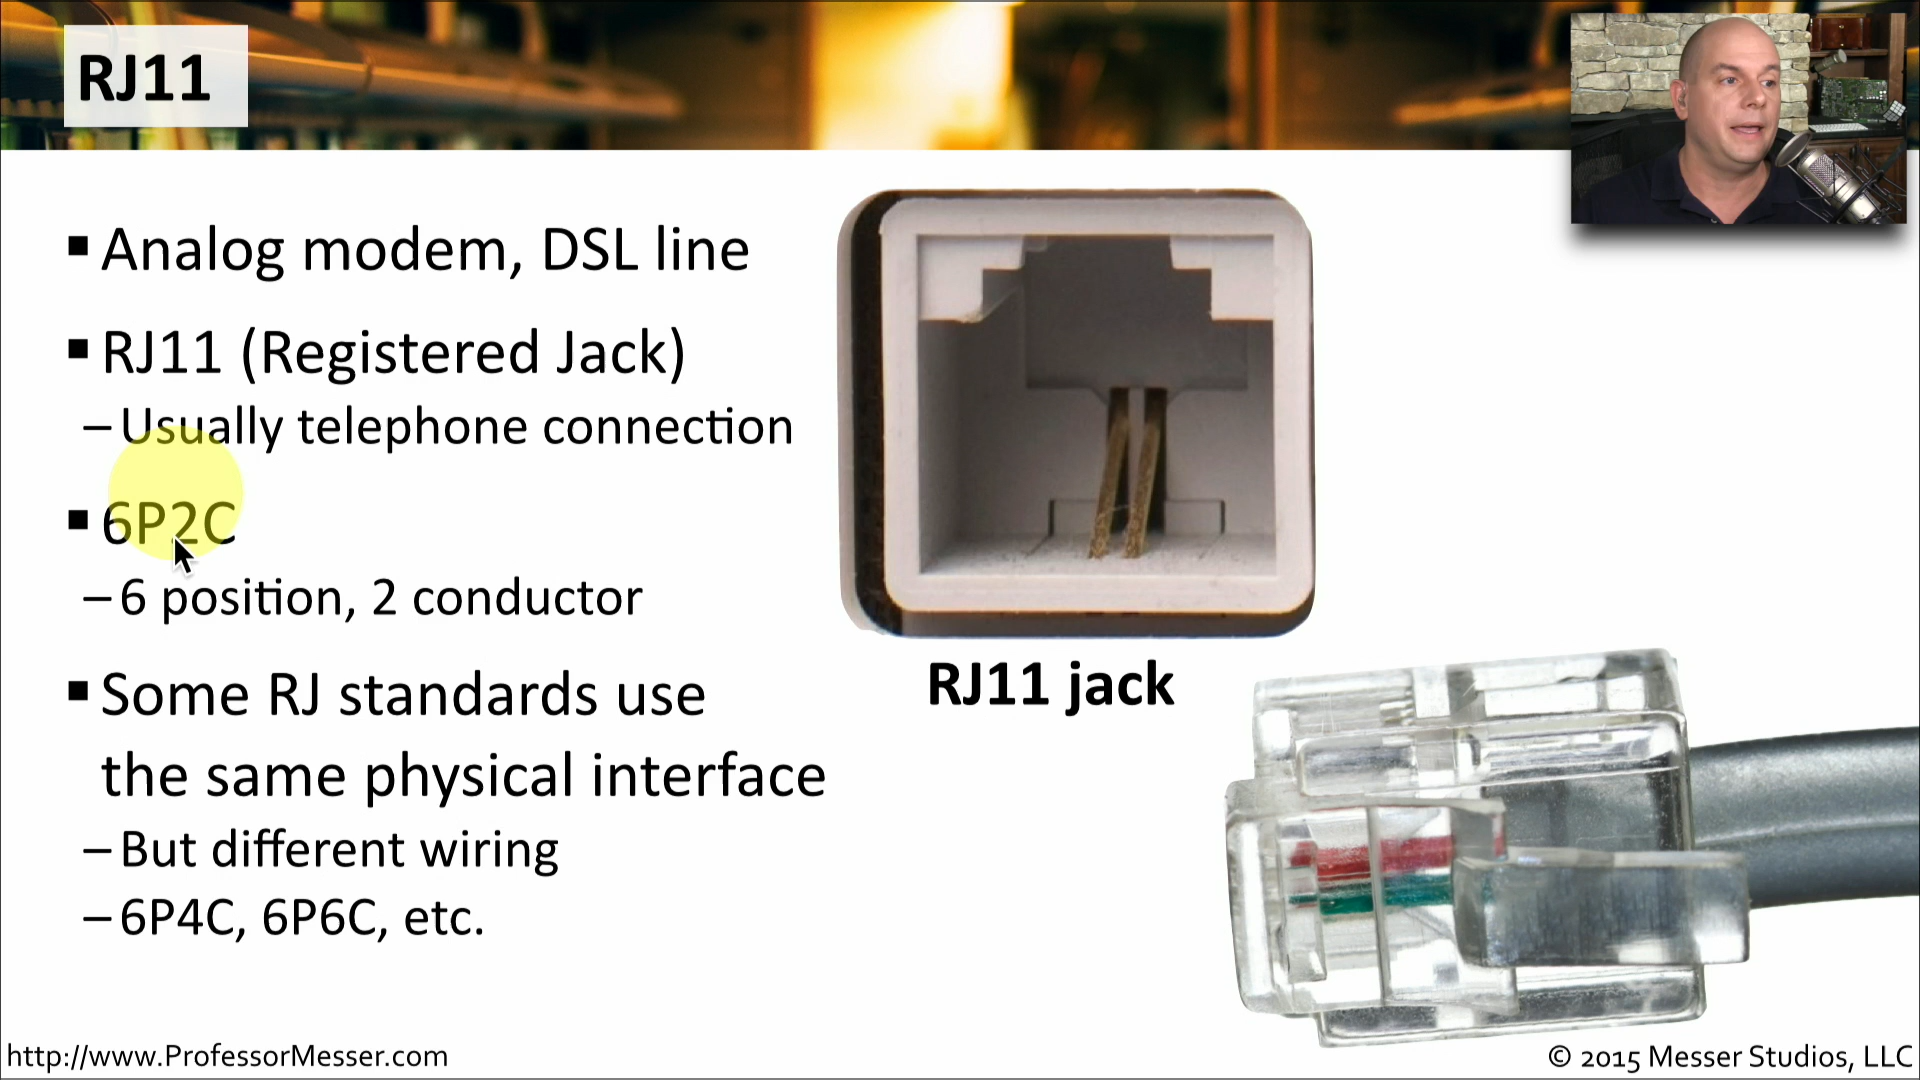 RJ11
▪ Analog modem, DSL line
▪ RJ11 (Registered Jack)
– Usually telephone connection
▪ 6P2C
– 6 position, 2 conductor
▪ Some RJ standards use
the same physical interface
– But different wiring
– 6P4C, 6P6C, etc.
RJ11 jack
http://www.ProfessorMesser.com
© 2015 Messer Studios, LLC